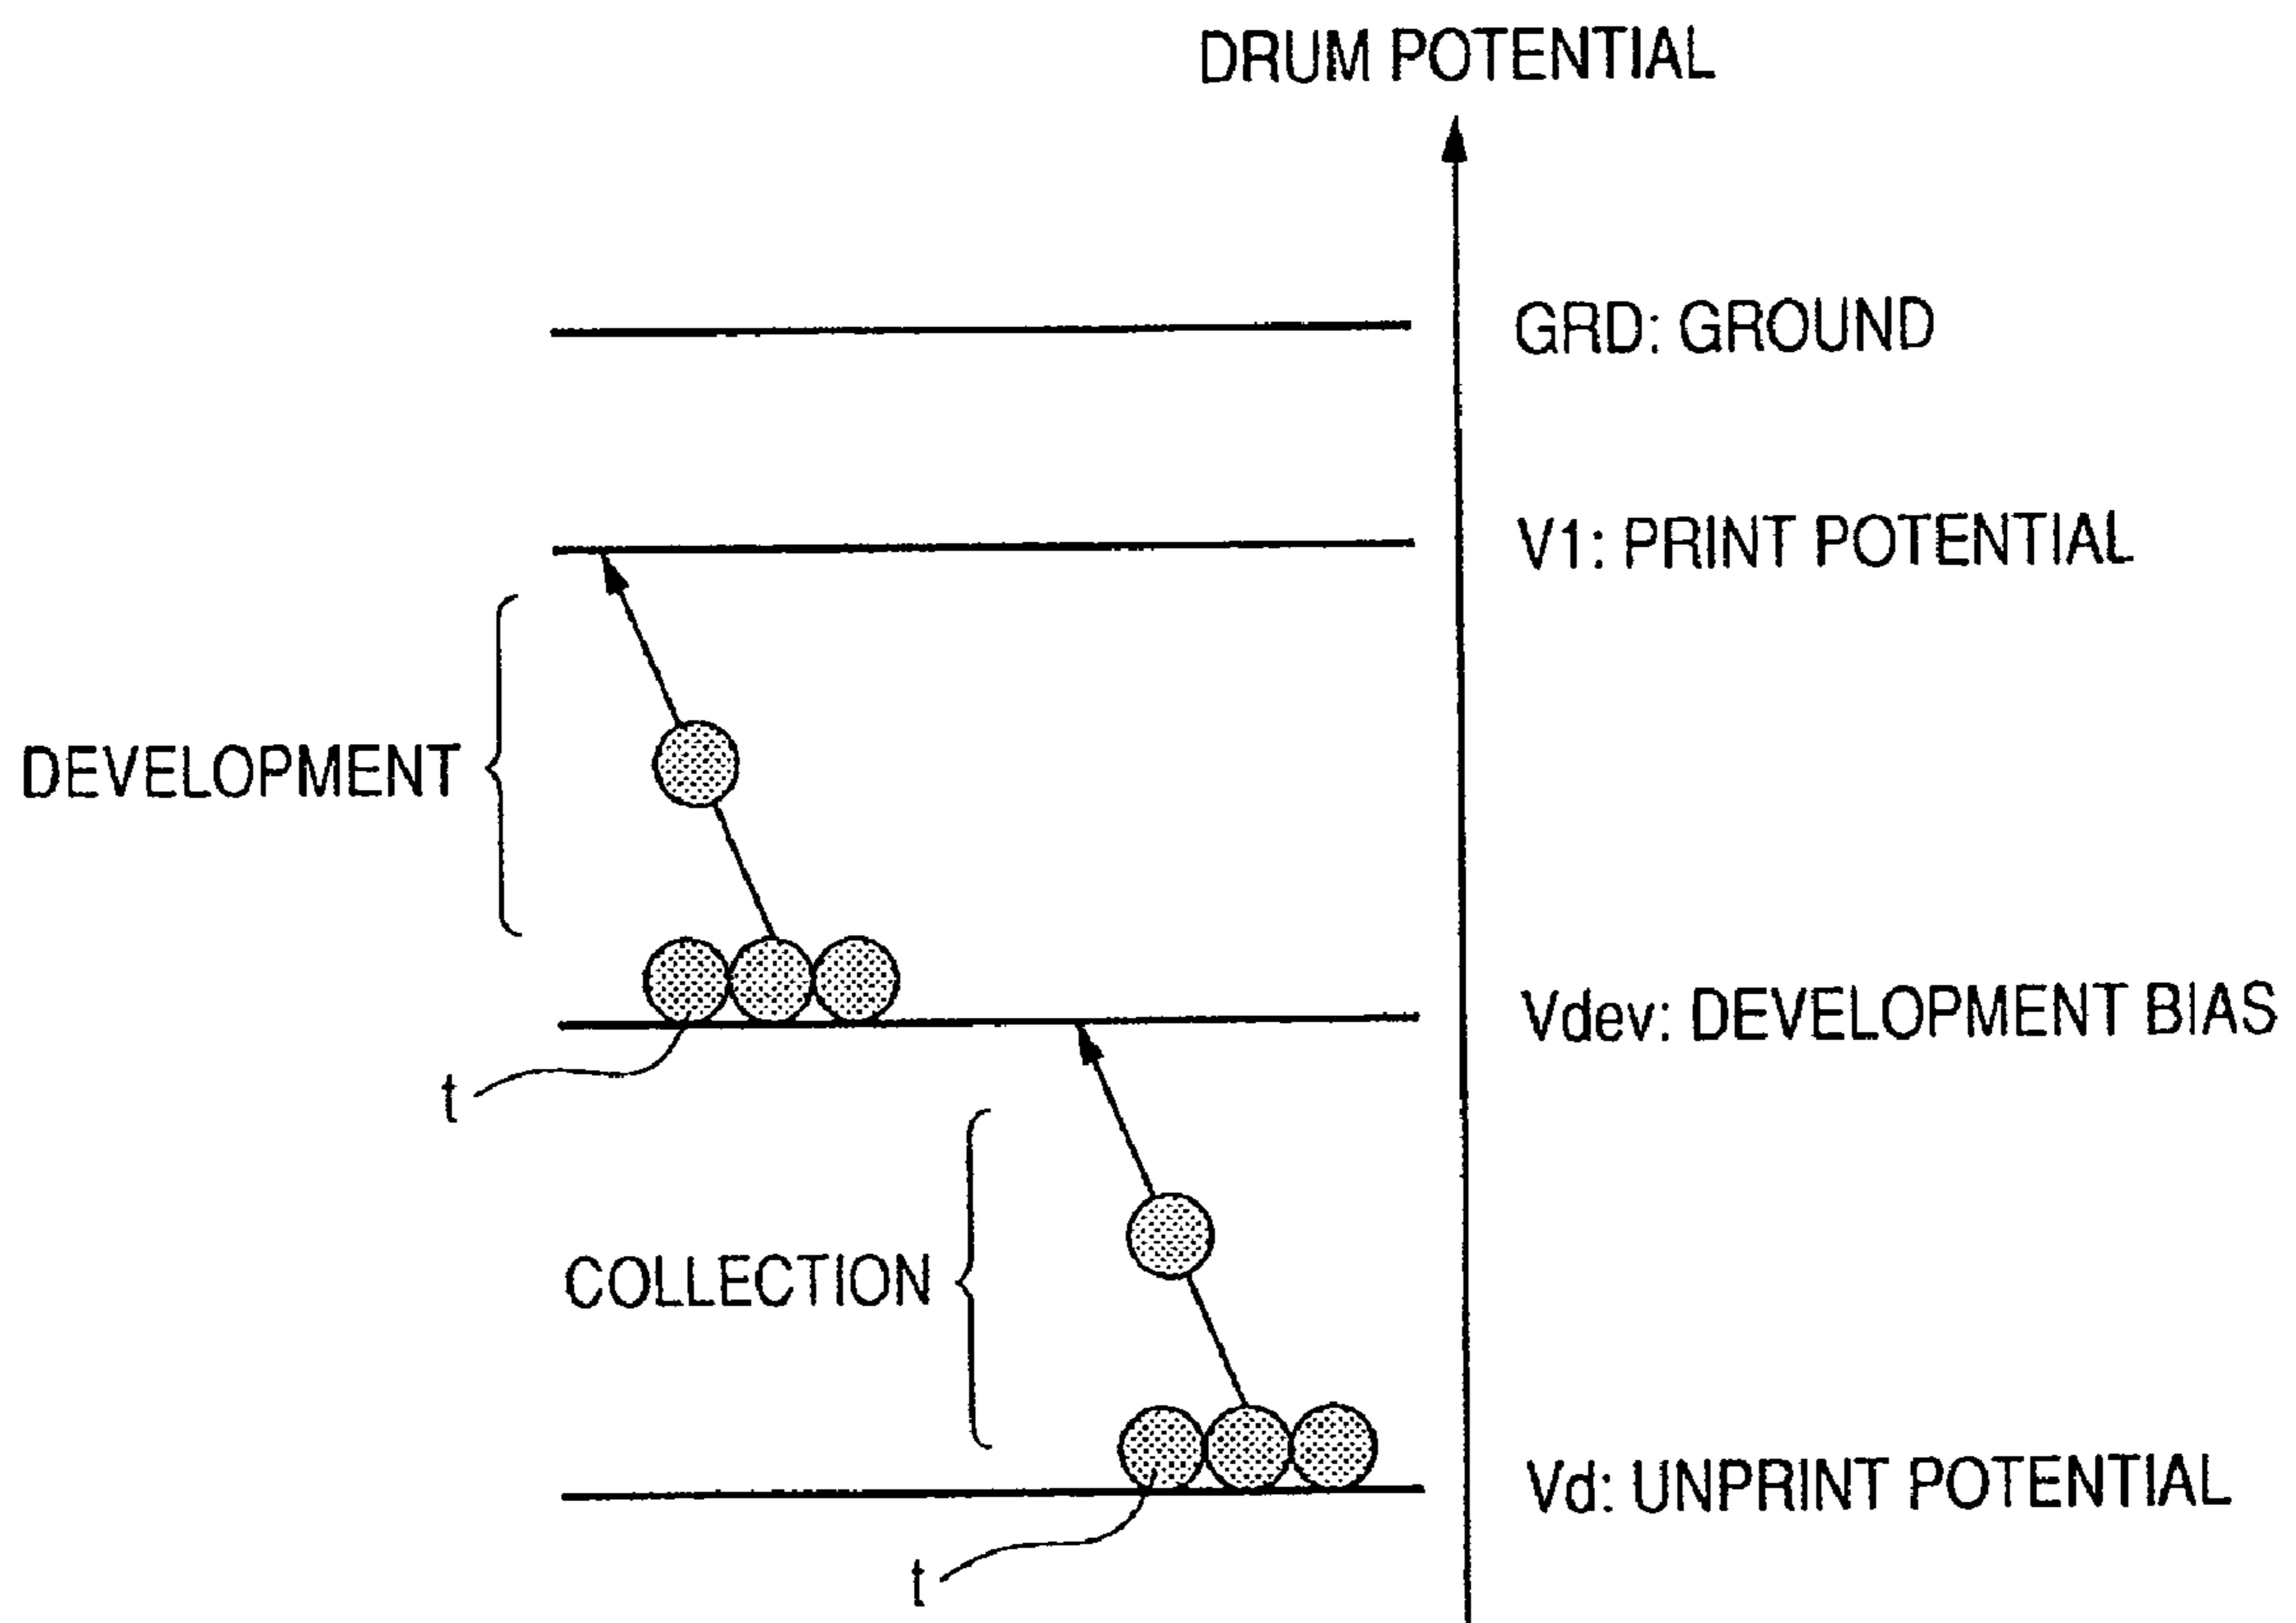 DRUM POTENTIAL
GRD: GROUND
V1: PRINT POTENTIAL
DEVELOPMENT
Vdev: DEVELOPMENT BIAS
t
COLLECTION
Vd: UNPRINT POTENTIAL
t